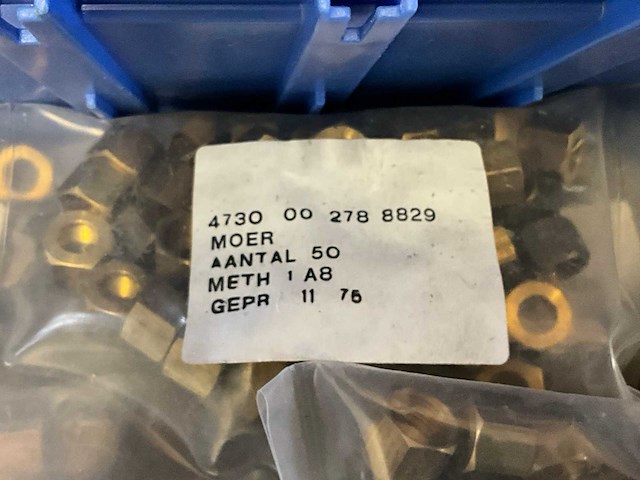 4730 00 278 8829
MOER
AANTAL 50
METH 1 A8
GEPR 11 76